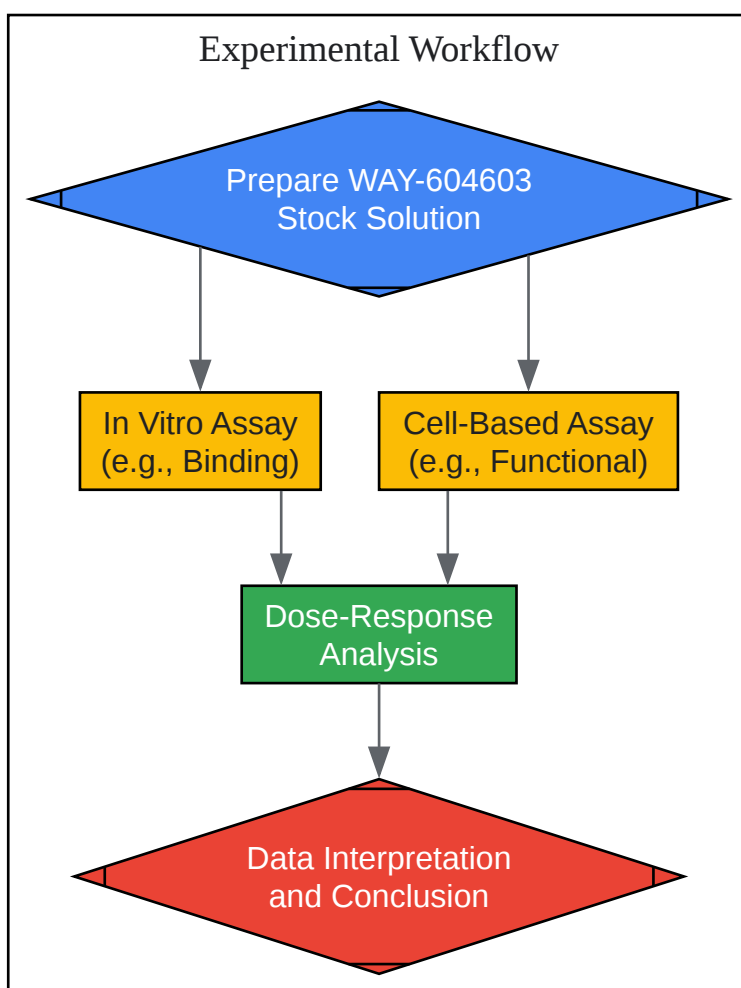 Experimental Workflow
Prepare WAY-604603
Stock Solution
In Vitro Assay
(e.g., Binding)
Cell-Based Assay
(e.g., Functional)
Dose-Response
Analysis
Data Interpretation
and Conclusion